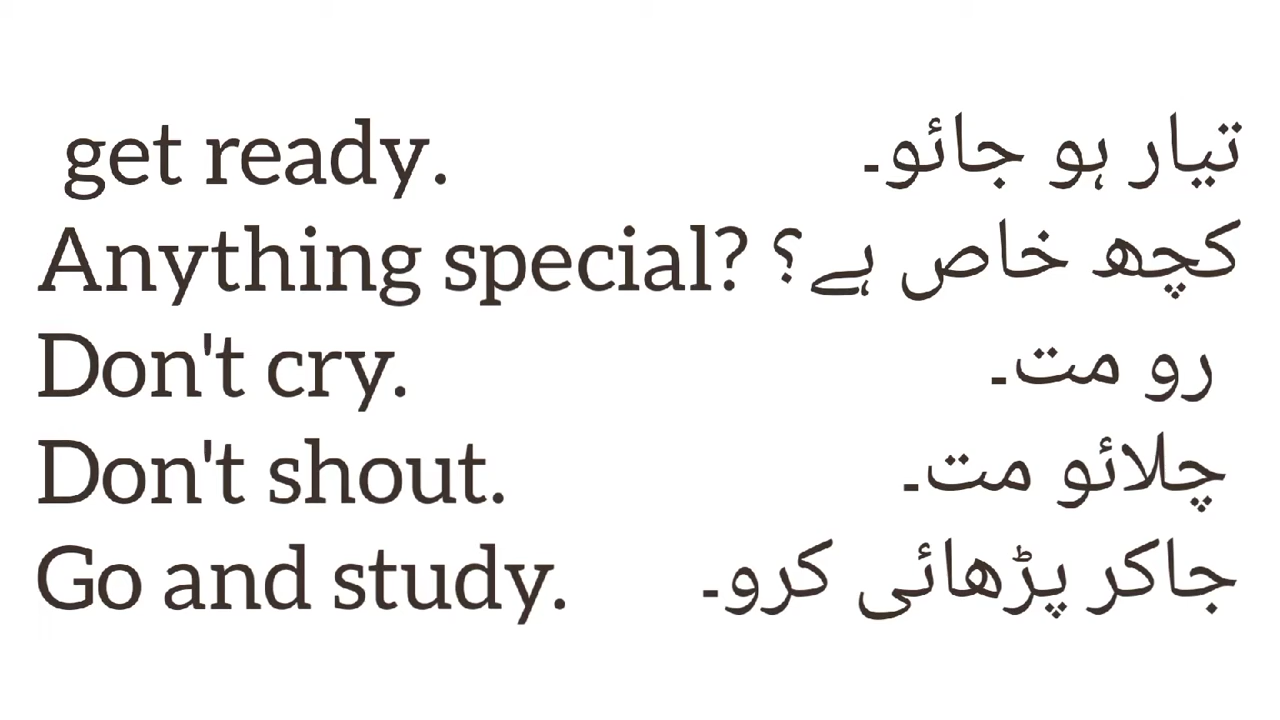 get ready. تیار ہو جائو۔
Anything special? کچھ خاص ہے؟
Don't cry. رو مت۔
Don't shout. چلائو مت۔
Go and study. جاکر پڑھائی کرو۔